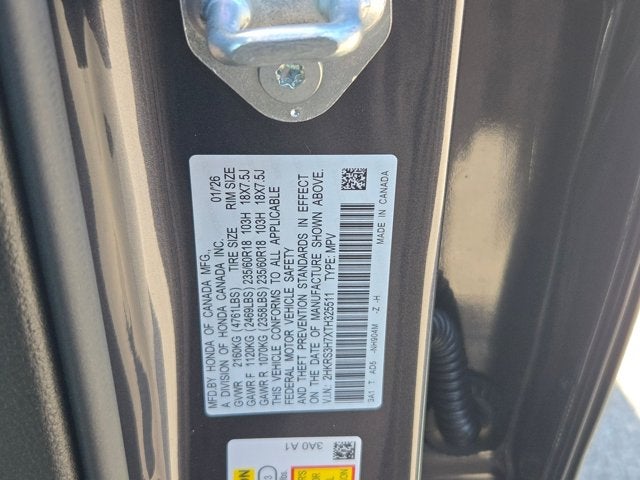 MFD.BY HONDA OF CANADA MFG., 01/26
A DIVISION OF HONDA CANADA INC.
TIRE SIZE RIM SIZE
GVWR 2160KG (4761LBS)
GAWR F 1120KG (2469LBS) 235/60R18 103H 18X7.5J
GAWR R 1070KG (2358LBS) 235/60R18 103H 18X7.5J
THIS VEHICLE CONFORMS TO ALL APPLICABLE
FEDERAL MOTOR VEHICLE SAFETY
AND THEFT PREVENTION STANDARDS IN EFFECT
ON THE DATE OF MANUFACTURE SHOWN ABOVE.
V.I.N: 2HKRS3H7XTH325511 TYPE: MPV
3A1 T AD5 -NH904M -Z -H
MADE IN CANADA
3A0 A1